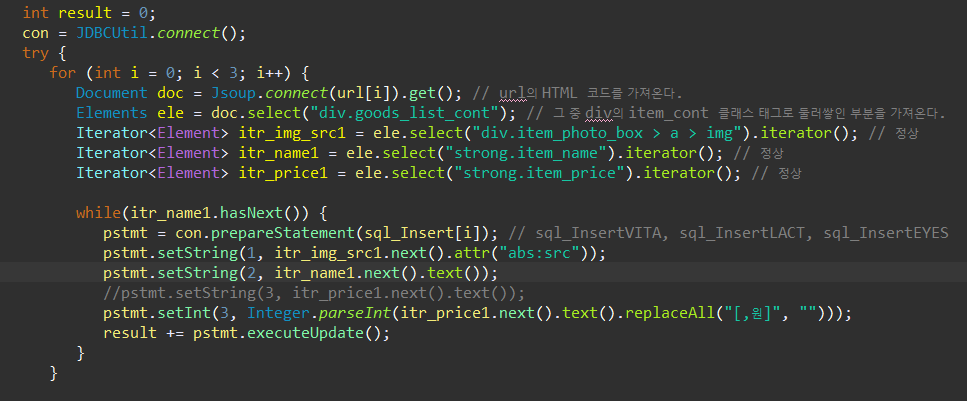 int result = 0;
con = JDBCUtil.connect();
try {
for (int i = 0; i < 3; i++) {
Document doc = Jsoup.connect(url[i]).get(); // url의 HTML 코드를 가져온다.
Elements ele = doc.select("div.goods_list_cont"); // 그 중 div의 item_cont 클래스 태그로 둘러쌓인 부분을 가져온다.
Iterator<Element> itr_img_src1 = ele.select("div.item_photo_box > a > img").iterator(); // 정상
Iterator<Element> itr_name1 = ele.select("strong.item_name").iterator(); // 정상
Iterator<Element> itr_price1 = ele.select("strong.item_price").iterator(); // 정상
while(itr_name1.hasNext()) {
pstmt = con.prepareStatement(sql_Insert[i]); // sql_InsertVITA, sql_InsertLACT, sql_InsertEYES
pstmt.setString(1, itr_img_src1.next().attr("abs:src"));
pstmt.setString(2, itr_name1.next().text());
//pstmt.setString(3, itr_price1.next().text());
pstmt.setInt(3, Integer.parseInt(itr_price1.next().text().replaceAll("[,원]", "")));
result += pstmt.executeUpdate();
}
}